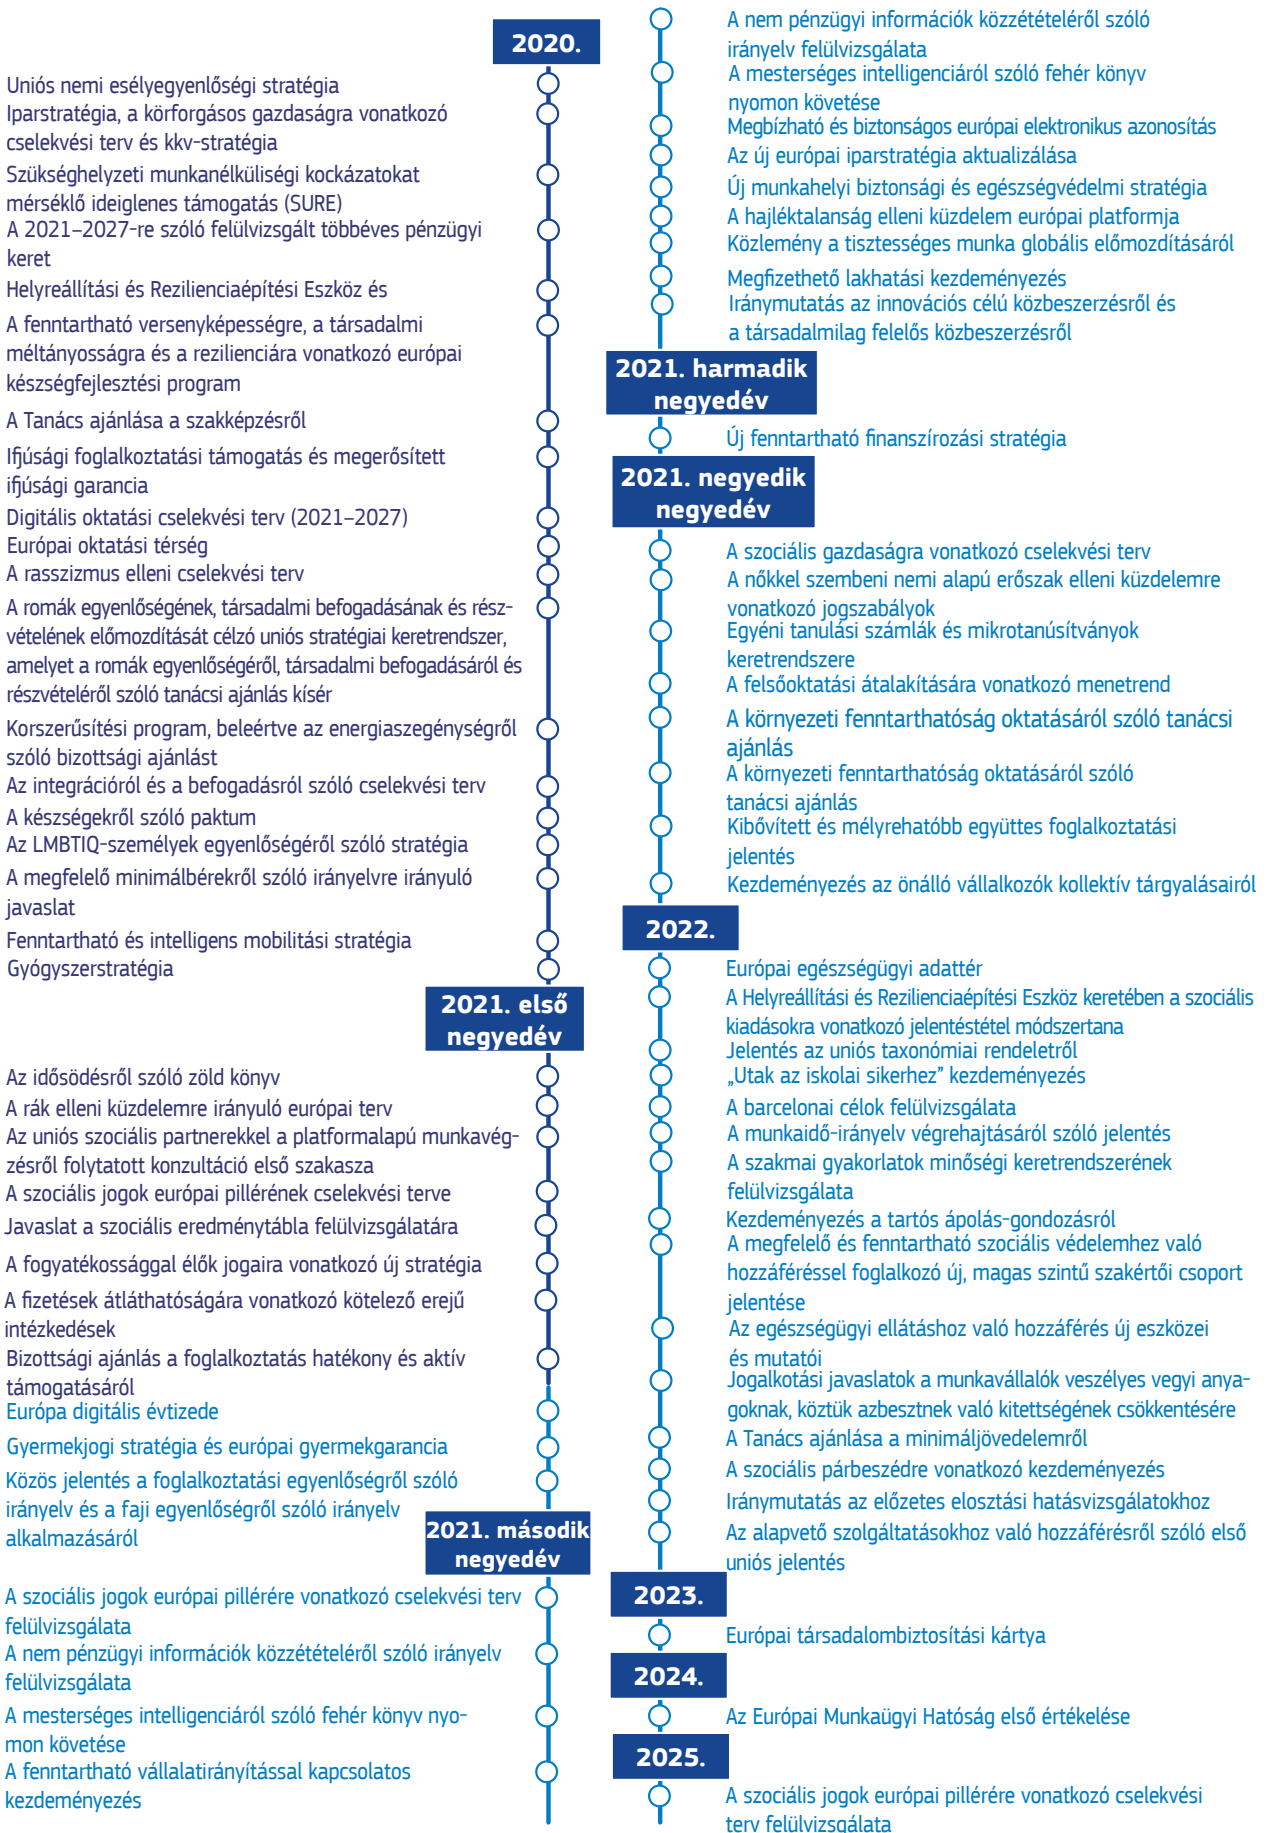 2020.
Uniós nemi esélyegyenlőségi stratégia
Iparstratégia, a körforgásos gazdaságra vonatkozó
cselekvési terv és kkv-stratégia
Szükséghelyzeti munkanélküliségi kockázatokat
mérséklő ideiglenes támogatás (SURE)
A 2021–2027-re szóló felülvizsgált többéves pénzügyi
keret
Helyreállítási és Rezilienciaépítési Eszköz és
A fenntartható versenyképességre, a társadalmi
méltányosságra és a rezilienciára vonatkozó európai
készségfejlesztési program
A Tanács ajánlása a szakképzésről
Ifjúsági foglalkoztatási támogatás és megerősített
ifjúsági garancia
Digitális oktatási cselekvési terv (2021–2027)
Európai oktatási térség
A rasszizmus elleni cselekvési terv
A romák egyenlőségének, társadalmi befogadásának és rész-
vételének előmozdítását célzó uniós stratégiai keretrendszer,
amelyet a romák egyenlőségéről, társadalmi befogadásáról és
részvételéről szóló tanácsi ajánlás kísér
Korszerűsítési program, beleértve az energiaszegénységről
szóló bizottsági ajánlást
Az integrációról és a befogadásról szóló cselekvési terv
A készségekről szóló paktum
Az LMBTIQ-személyek egyenlőségéről szóló stratégia
A megfelelő minimálbérekről szóló irányelvre irányuló
javaslat
Fenntartható és intelligens mobilitási stratégia
Gyógyszerstratégia
2021. első
negyedév
Az idősödésről szóló zöld könyv
A rák elleni küzdelemre irányuló európai terv
Az uniós szociális partnerekkel a platformalapú munkavég-
zésről folytatott konzultáció első szakasza
A szociális jogok európai pillérének cselekvési terve
Javaslat a szociális eredménytábla felülvizsgálatára
A fogyatékossággal élők jogaira vonatkozó új stratégia
A fizetések átláthatóságára vonatkozó kötelező erejű
intézkedések
Bizottsági ajánlás a foglalkoztatás hatékony és aktív
támogatásáról
Európa digitális évtizede
Gyermekjogi stratégia és európai gyermekgarancia
Közös jelentés a foglalkoztatási egyenlőségről szóló
irányelv és a faji egyenlőségről szóló irányelv
alkalmazásáról
2021. második
negyedév
A szociális jogok európai pillérére vonatkozó cselekvési terv
felülvizsgálata
A nem pénzügyi információk közzétételéről szóló irányelv
felülvizsgálata
A mesterséges intelligenciáról szóló fehér könyv nyo-
mon követése
A fenntartható vállalatirányítással kapcsolatos
kezdeményezés
A nem pénzügyi információk közzétételéről szóló
irányelv felülvizsgálata
A mesterséges intelligenciáról szóló fehér könyv
nyomon követése
Megbízható és biztonságos európai elektronikus azonosítás
Az új európai iparstratégia aktualizálása
Új munkahelyi biztonsági és egészségvédelmi stratégia
A hajléktalanság elleni küzdelem európai platformja
Közlemény a tisztességes munka globális előmozdításáról
Megfizethető lakhatási kezdeményezés
Iránymutatás az innovációs célú közbeszerzésről és
a társadalmilag felelős közbeszerzésről
2021. harmadik
negyedév
Új fenntartható finanszírozási stratégia
2021. negyedik
negyedév
A szociális gazdaságra vonatkozó cselekvési terv
A nőkkel szembeni nemi alapú erőszak elleni küzdelemre
vonatkozó jogszabályok
Egyéni tanulási számlák és mikrotanúsítványok
keretrendszere
A felsőoktatási átalakítására vonatkozó menetrend
A környezeti fenntarthatóság oktatásáról szóló tanácsi
ajánlás
A környezeti fenntarthatóság oktatásáról szóló
tanácsi ajánlás
Kibővített és mélyrehatóbb együttes foglalkoztatási
jelentés
Kezdeményezés az önálló vállalkozók kollektív tárgyalásairól
2022.
Európai egészségügyi adattér
A Helyreállítási és Rezilienciaépítési Eszköz keretében a szociális
kiadásokra vonatkozó jelentéstétel módszertana
Jelentés az uniós taxonómiai rendeletről
„Utak az iskolai sikerhez” kezdeményezés
A barcelonai célok felülvizsgálata
A munkaidő-irányelv végrehajtásáról szóló jelentés
A szakmai gyakorlatok minőségi keretrendszerének
felülvizsgálata
Kezdeményezés a tartós ápolás-gondozásról
A megfelelő és fenntartható szociális védelemhez való
hozzáféréssel foglalkozó új, magas szintű szakértői csoport
jelentése
Az egészségügyi ellátáshoz való hozzáférés új eszközei
és mutatói
Jogalkotási javaslatok a munkavállalók veszélyes vegyi anya-
goknak, köztük azbesztnek való kitettségének csökkentésére
A Tanács ajánlása a minimáljövedelemről
A szociális párbeszédre vonatkozó kezdeményezés
Iránymutatás az előzetes elosztási hatásvizsgálatokhoz
Az alapvető szolgáltatásokhoz való hozzáférésről szóló első
uniós jelentés
2023.
Európai társadalombiztosítási kártya
2024.
Az Európai Munkaügyi Hatóság első értékelése
2025.
A szociális jogok európai pillérére vonatkozó cselekvési
terv felülvizsgálata